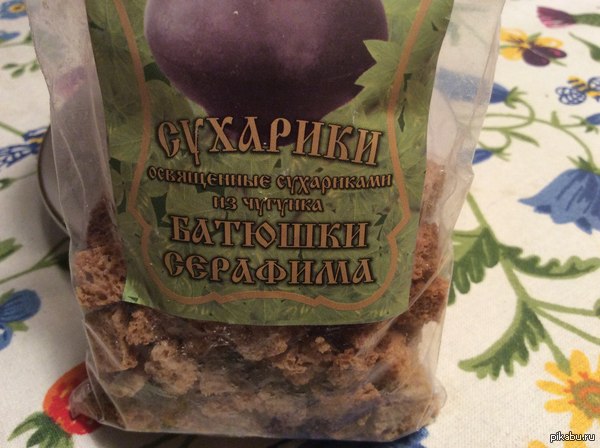 СУХАРИКИ
ОСВЯЩЕННЫЕ СУХАРИКАМИ
ИЗ ЧУГУНКА
БАТЮШКИ
СЕРАФИМА
pikabu.ru